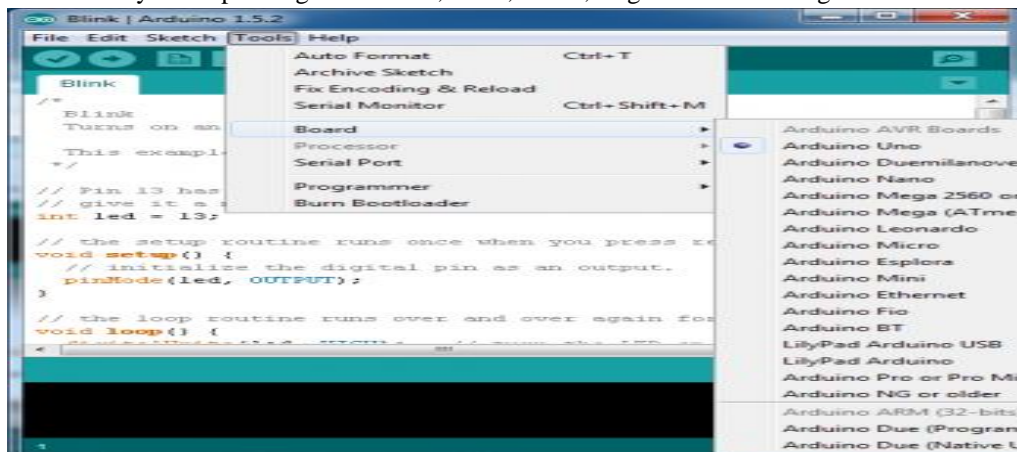 Blink | Arduino 1.5.2
File Edit Sketch Tools Help
Auto Format Ctrl+T
Archive Sketch
Fix Encoding & Reload
Serial Monitor Ctrl+Shift+M
Board
Processor
Serial Port
Programmer
Burn Bootloader
Arduino AVR Boards
Arduino Uno
Arduino Duemilanove
Arduino Nano
Arduino Mega 2560 or
Arduino Mega (ATme
Arduino Leonardo
Arduino Micro
Arduino Esplora
Arduino Mini
Arduino Ethernet
Arduino Fio
Arduino BT
LilyPad Arduino USB
LilyPad Arduino
Arduino Pro or Pro Mi
Arduino NG or older
Arduino ARM (32-bits
Arduino Due (Program
Arduino Due (Native U
Blink
/*
Blink
Turns on an
This exampl
*/
// Pin 13 has
// give it a
int led = 13;
// the setup routine runs once when you press re
void setup() {
// initialize the digital pin as an output.
pinMode(led, OUTPUT);
}
// the loop routine runs over and over again for
void loop() {
1